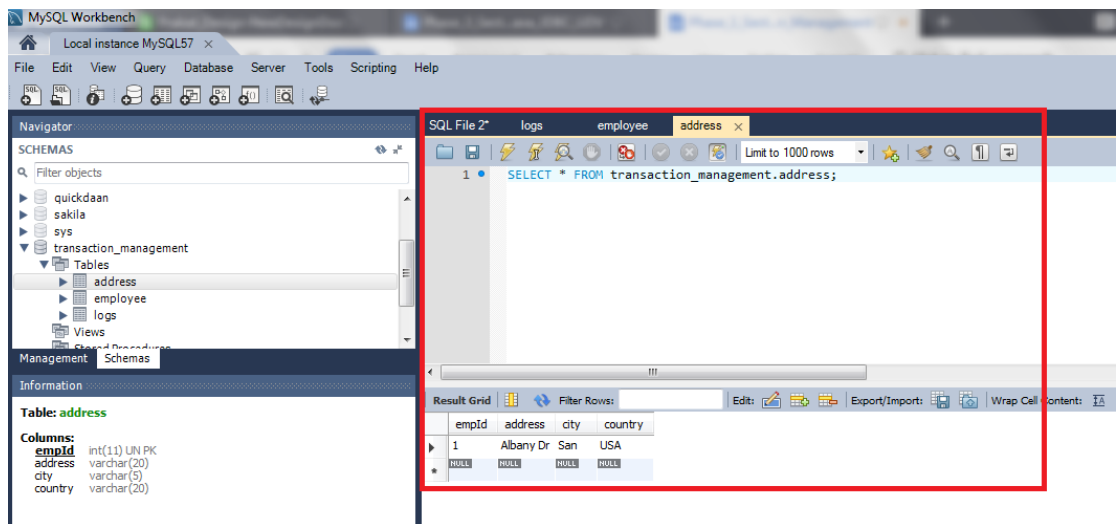 MySQL Workbench
Local instance MySQL57 ×
File Edit View Query Database Server Tools Scripting Help
Navigator
SCHEMAS
Filter objects
quickdaan
sakila
sys
transaction_management
Tables
address
employee
logs
Views
Stored Procedures
Management Schemas
Information
Table: address
Columns:
empId int(11) UN PK
address varchar(20)
city varchar(5)
country varchar(20)
SQL File 2* logs employee address ×
Limit to 1000 rows
1 SELECT * FROM transaction_management.address;
Result Grid Filter Rows: Edit: Export/Import: Wrap Cell Content:
empId address city country
1 Albany Dr San USA
* NULL NULL NULL NULL